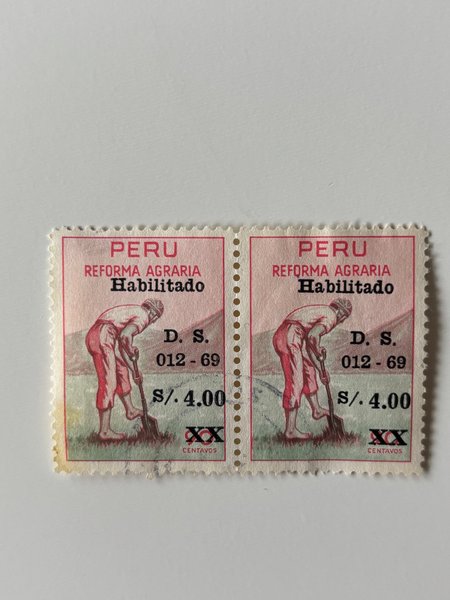 PERU
REFORMA AGRARIA
Habilitado
D. S.
012 - 69
S/. 4.00
XX
CENTAVOS
PERU
REFORMA AGRARIA
Habilitado
D. S.
012 - 69
S/. 4.00
XX
CENTAVOS